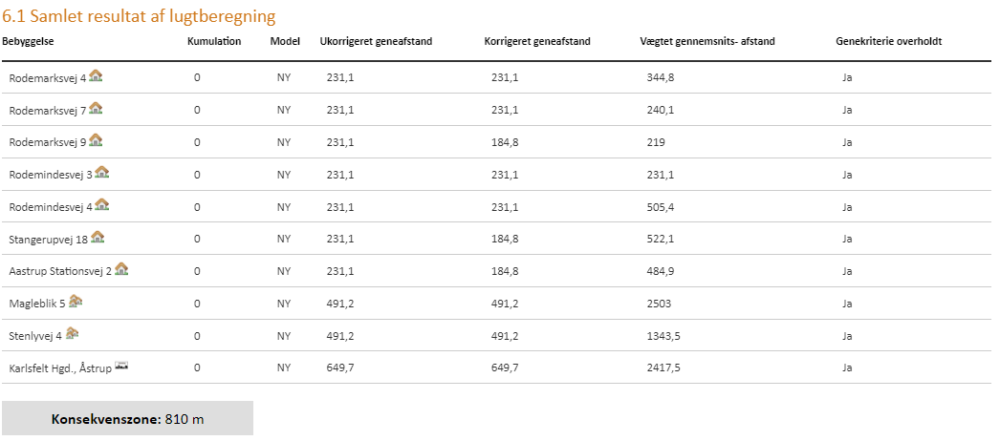 6.1 Samlet resultat af lugtberegning
Bebyggelse Kumulation Model Ukorrigeret geneafstand Korrigeret geneafstand Vægtet gennemsnits- afstand Genekriterie overholdt
Rodemarksvej 4 0 NY 231,1 231,1 344,8 Ja
Rodemarksvej 7 0 NY 231,1 231,1 240,1 Ja
Rodemarksvej 9 0 NY 231,1 184,8 219 Ja
Rodemindesvej 3 0 NY 231,1 231,1 231,1 Ja
Rodemindesvej 4 0 NY 231,1 231,1 505,4 Ja
Stangerupvej 18 0 NY 231,1 184,8 522,1 Ja
Aastrup Stationsvej 2 0 NY 231,1 184,8 484,9 Ja
Magleblik 5 0 NY 491,2 491,2 2503 Ja
Stenlyvej 4 0 NY 491,2 491,2 1343,5 Ja
Karlsfelt Hgd., Åstrup 0 NY 649,7 649,7 2417,5 Ja
Konsekvenszone: 810 m